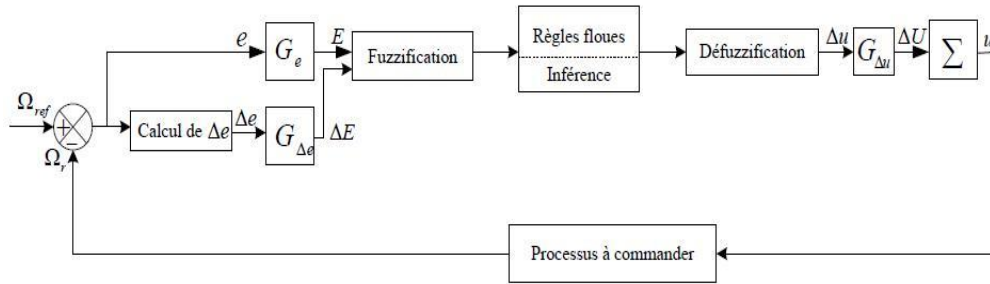 e
G_e
E
Fuzzification
Règles floues
Inférence
Défuzzification
Δu
G_Δu
ΔU
∑
u
Ω_ref
+
−
Ω_r
Calcul de Δe
Δe
G_Δe
ΔE
Processus à commander